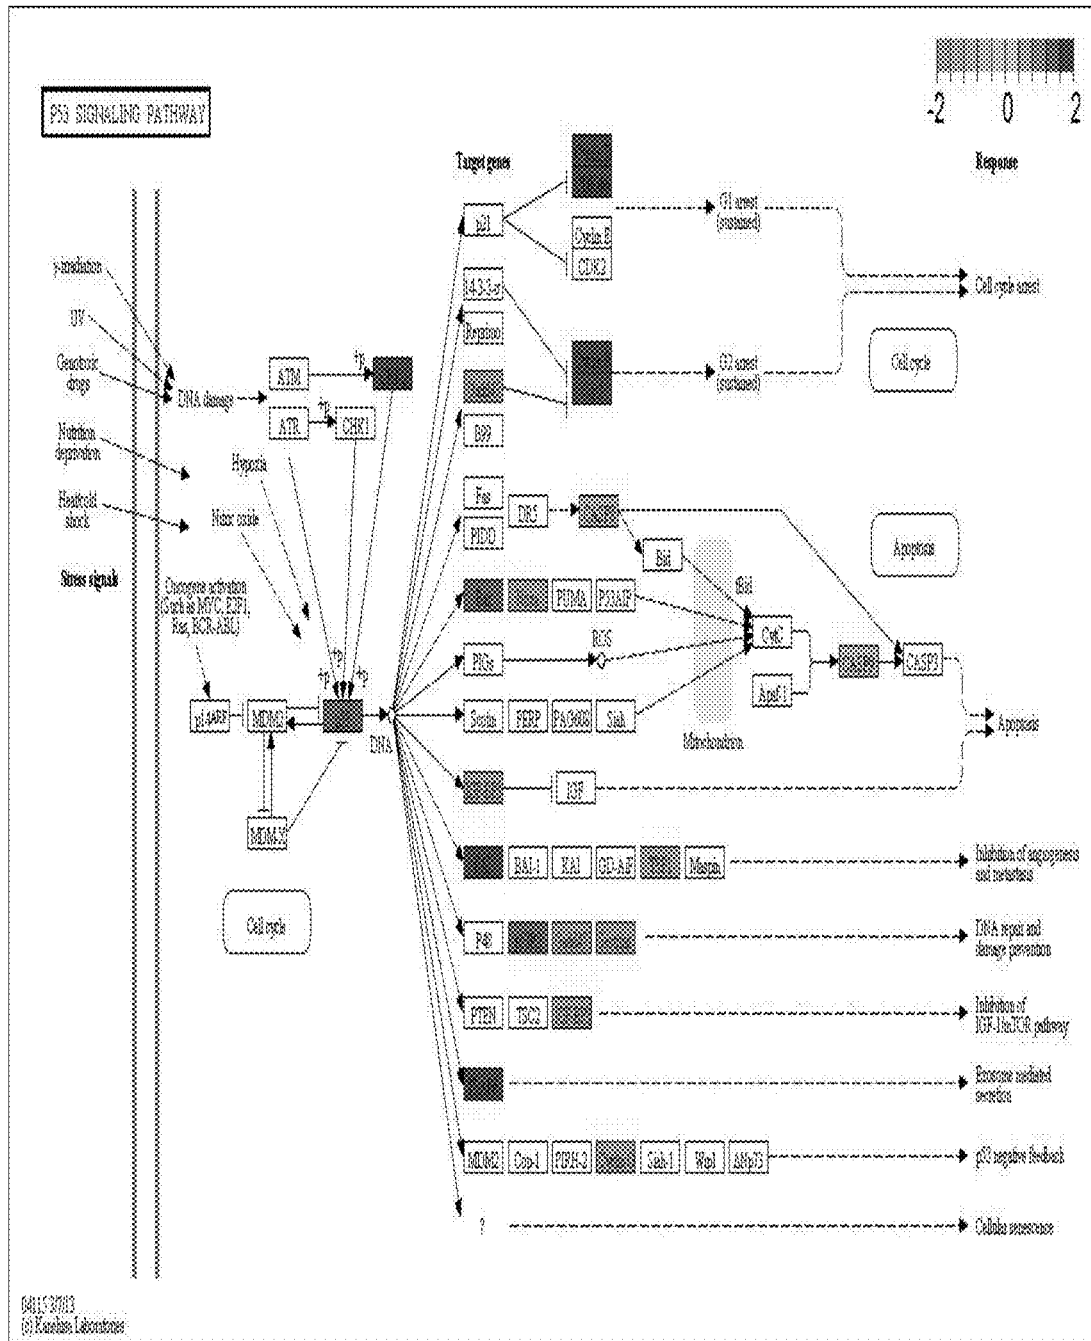 P53 SIGNALING PATHWAY
-2 0 2
Target genes
Response
p21
Cyclin E
CDK2
G1 arrest
(sustained)
Cell cycle arrest
14-3-3-σ
Reprimo
B99
G2 arrest
(sustained)
Cell cycle
γ-irradiation
UV
Genotoxic
drugs
Nutrition
deprivation
Heat/cold
shock
Stress signals
DNA damage
ATM
+p
ATR
+p
CHK1
Hypoxia
Nitric oxide
Oncogene activation
(Such as MYC, E2F1,
Ras, BCR-ABL)
p14ARF
MDM2
MDM-X
+p
+p
+p
DNA
Cell cycle
Fas
PIDD
DR5
Bid
tBid
PUMA
P53AIP
PIGs
ROS
CytC
Apaf-1
CASP3
Scotin
PERP
PAG608
Siah
Mitochondrion
IGF
Apoptosis
Apoptosis
BAI-1
KAI
GD-AiF
Maspin
Inhibition of angiogenesis
and metastasis
P48
DNA repair and
damage prevention
PTEN
TSC2
Inhibition of
IGF-1/mTOR pathway
Exosome mediated
secretion
MDM2
Cop-1
PIRH-2
Siah-1
Wip1
ΔNp73
p53 negative feedback
?
Cellular senescence
04115 3/7/13
(c) Kanehisa Laboratories